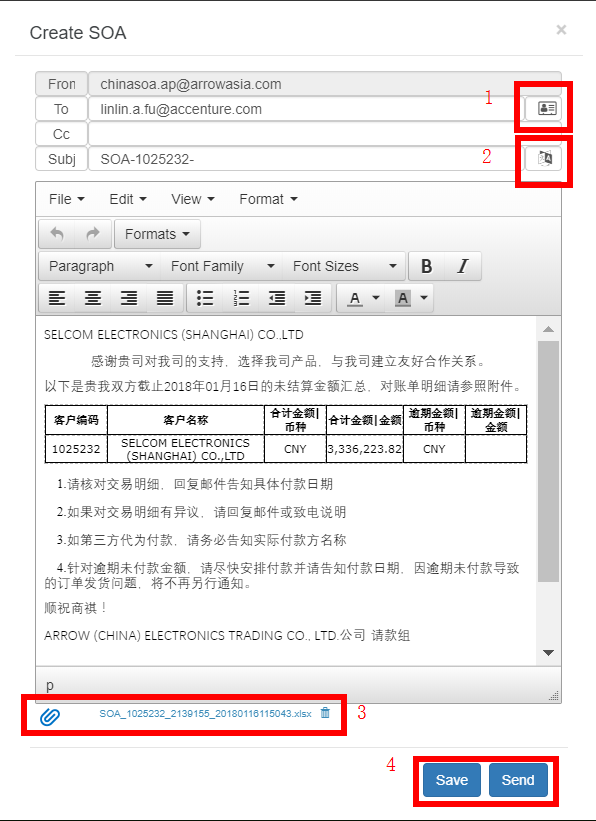 Create SOA
×
From
chinasoa.ap@arrowasia.com
1
To
linlin.a.fu@accenture.com
Cc
2
Subj
SOA-1025232-
File Edit View Format
Formats
Paragraph Font Family Font Sizes B I
A A
SELCOM ELECTRONICS (SHANGHAI) CO.,LTD
感谢贵司对我司的支持、选择我司产品、与我司建立友好合作关系。
以下是贵我双方截止2018年01月16日的未结算金额汇总、对账单明细请参照附件。
客户编码 客户名称 合计金额|币种 合计金额|金额 逾期金额|币种 逾期金额|金额
1025232 SELCOM ELECTRONICS (SHANGHAI) CO.,LTD CNY 3,336,223.82 CNY
1.请核对交易明细、回复邮件告知具体付款日期
2.如果对交易明细有异议、请回复邮件或致电说明
3.如第三方代为付款、请务必告知实际付款方名称
4.针对逾期未付款金额、请尽快安排付款并请告知付款日期、因逾期未付款导致
的订单发货问题、将不再另行通知。
顺祝商祺！
ARROW (CHINA) ELECTRONICS TRADING CO., LTD.公司 请款组
p
SOA_1025232_2139155_20180116115043.xlsx
3
4
Save Send